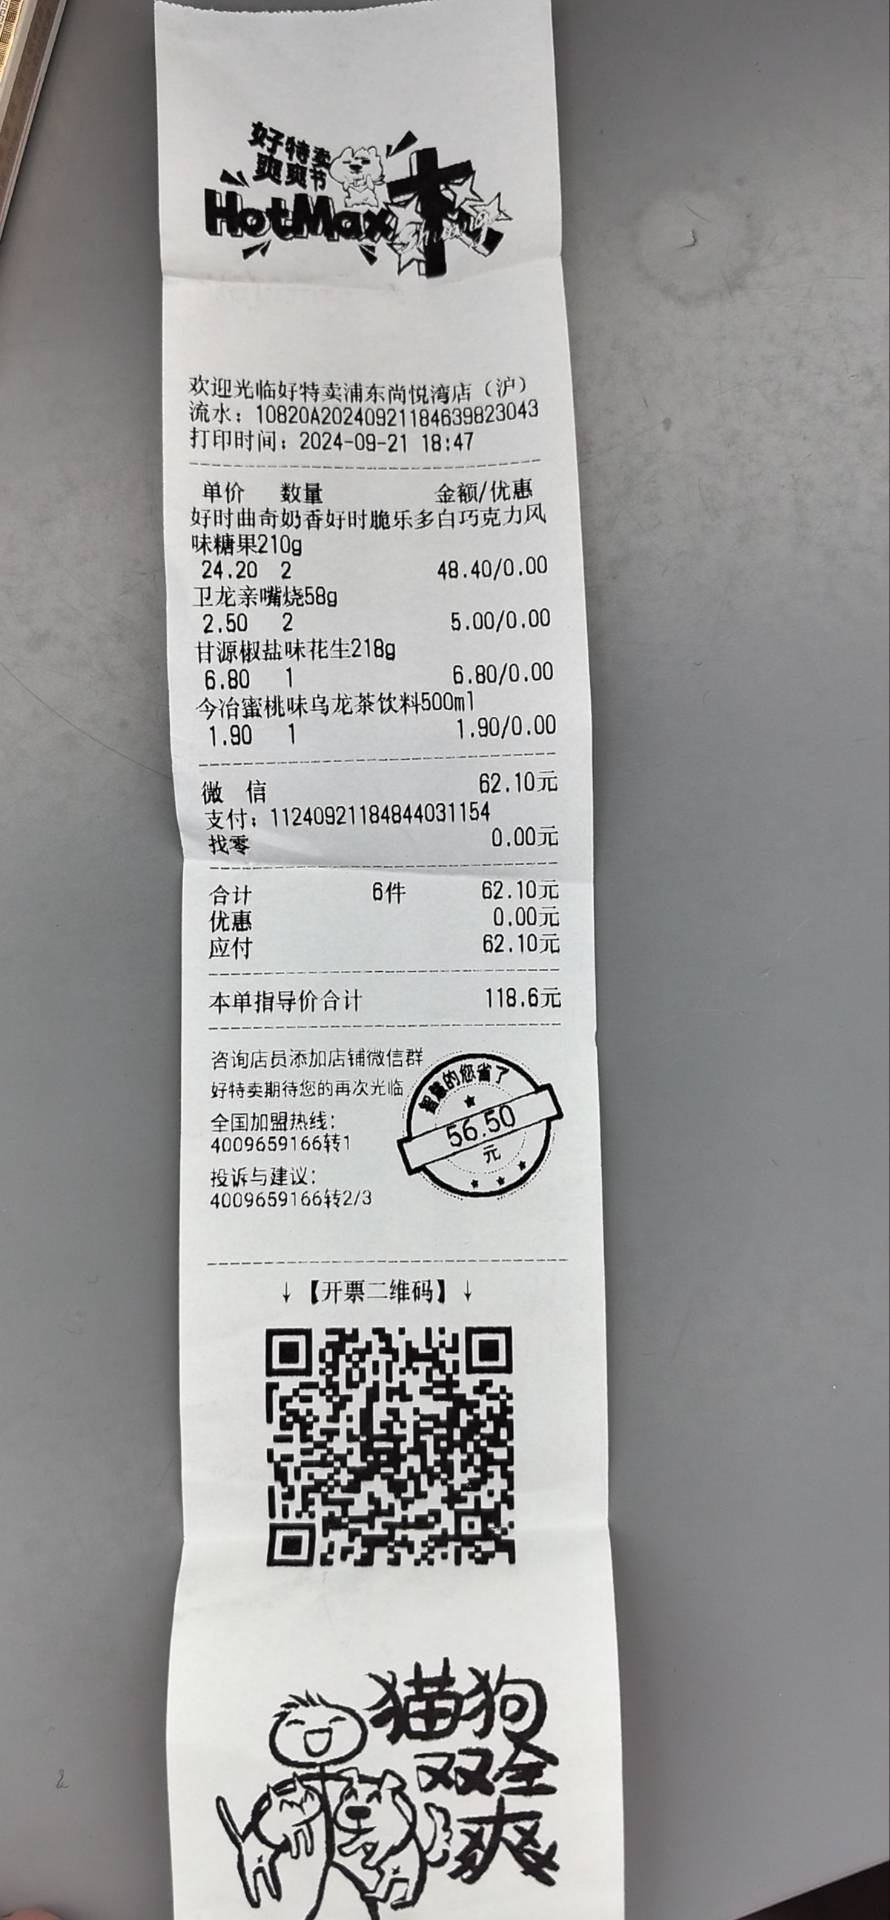 好特卖
爽爽节
HotMax
欢迎光临好特卖浦东尚悦湾店（沪）
流水：10820A20240921184639823043
打印时间：2024-09-21 18:47
单价 数量 金额/优惠
好时曲奇奶香好时脆乐多白巧克力风
味糖果210g
24.20 2 48.40/0.00
卫龙亲嘴烧58g
2.50 2 5.00/0.00
甘源椒盐味花生218g
6.80 1 6.80/0.00
今冶蜜桃味乌龙茶饮料500ml
1.90 1 1.90/0.00
微 信 62.10元
支付：11240921184844031154
找零 0.00元
合计 6件 62.10元
优惠 0.00元
应付 62.10元
本单指导价合计 118.6元
咨询店员添加店铺微信群
好特卖期待您的再次光临
全国加盟热线：
4009659166转1
投诉与建议：
4009659166转2/3
智慧的您省了
56.50
元
↓【开票二维码】↓
猫狗
双全
爽